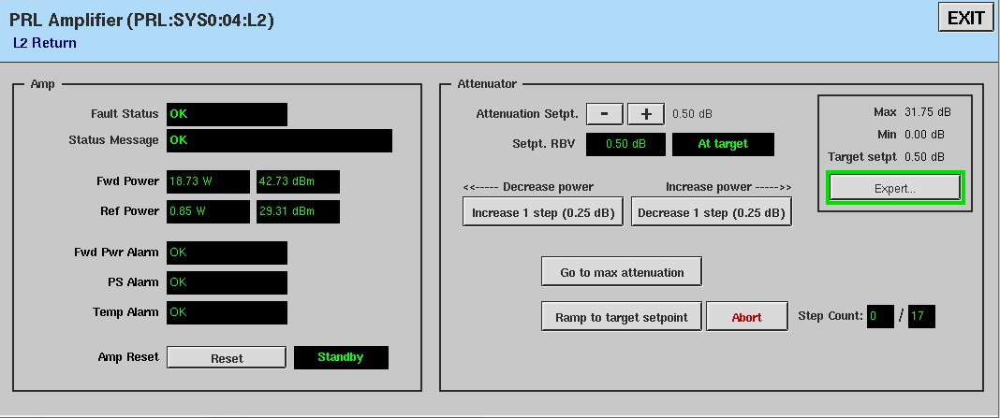 PRL Amplifier (PRL:SYS0:04:L2)
EXIT
L2 Return
Amp
Fault Status OK
Status Message OK
Fwd Power 18.73 W 42.73 dBm
Ref Power 0.85 W 29.31 dBm
Fwd Pwr Alarm OK
PS Alarm OK
Temp Alarm OK
Amp Reset Reset Standby
Attenuator
Attenuation Setpt. - + 0.50 dB
Setpt. RBV 0.50 dB At target
<<----- Decrease power Increase power ----->>
Increase 1 step (0.25 dB) Decrease 1 step (0.25 dB)
Go to max attenuation
Ramp to target setpoint Abort Step Count: 0 / 17
Max 31.75 dB
Min 0.00 dB
Target setpt 0.50 dB
Expert...